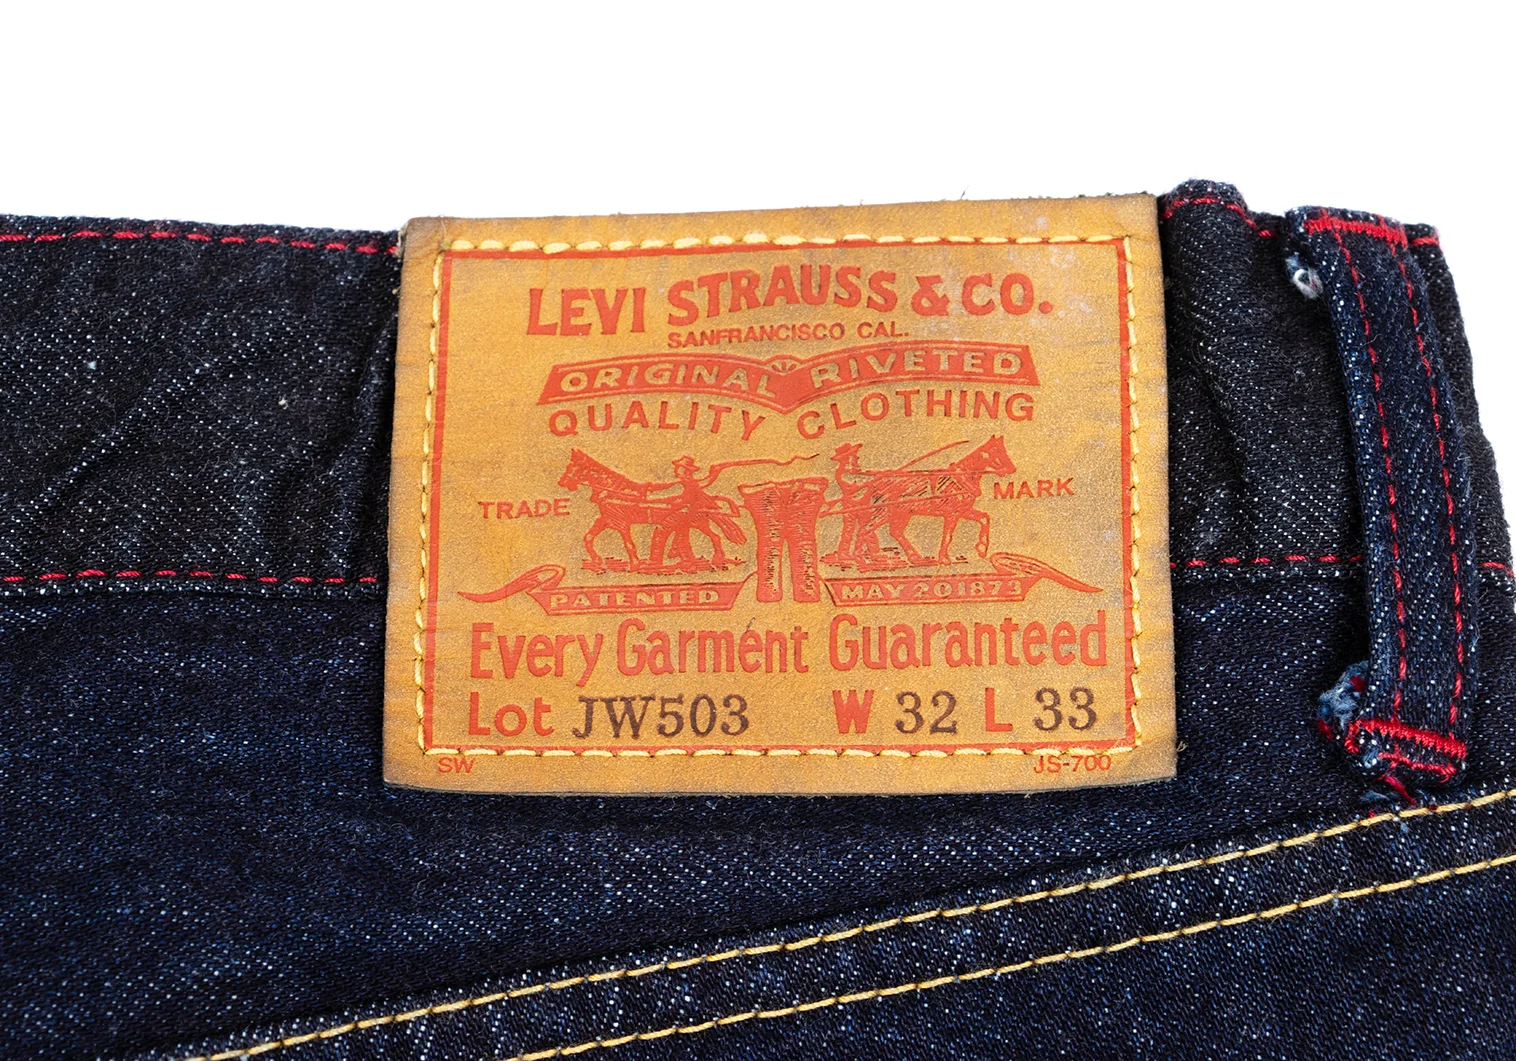 LEVI STRAUSS & CO.
SANFRANCISCO CAL.
ORIGINAL RIVETED
QUALITY CLOTHING
TRADE MARK
PATENTED MAY 20 1873
Every Garment Guaranteed
Lot JW503 W 32 L 33
SW JS-700